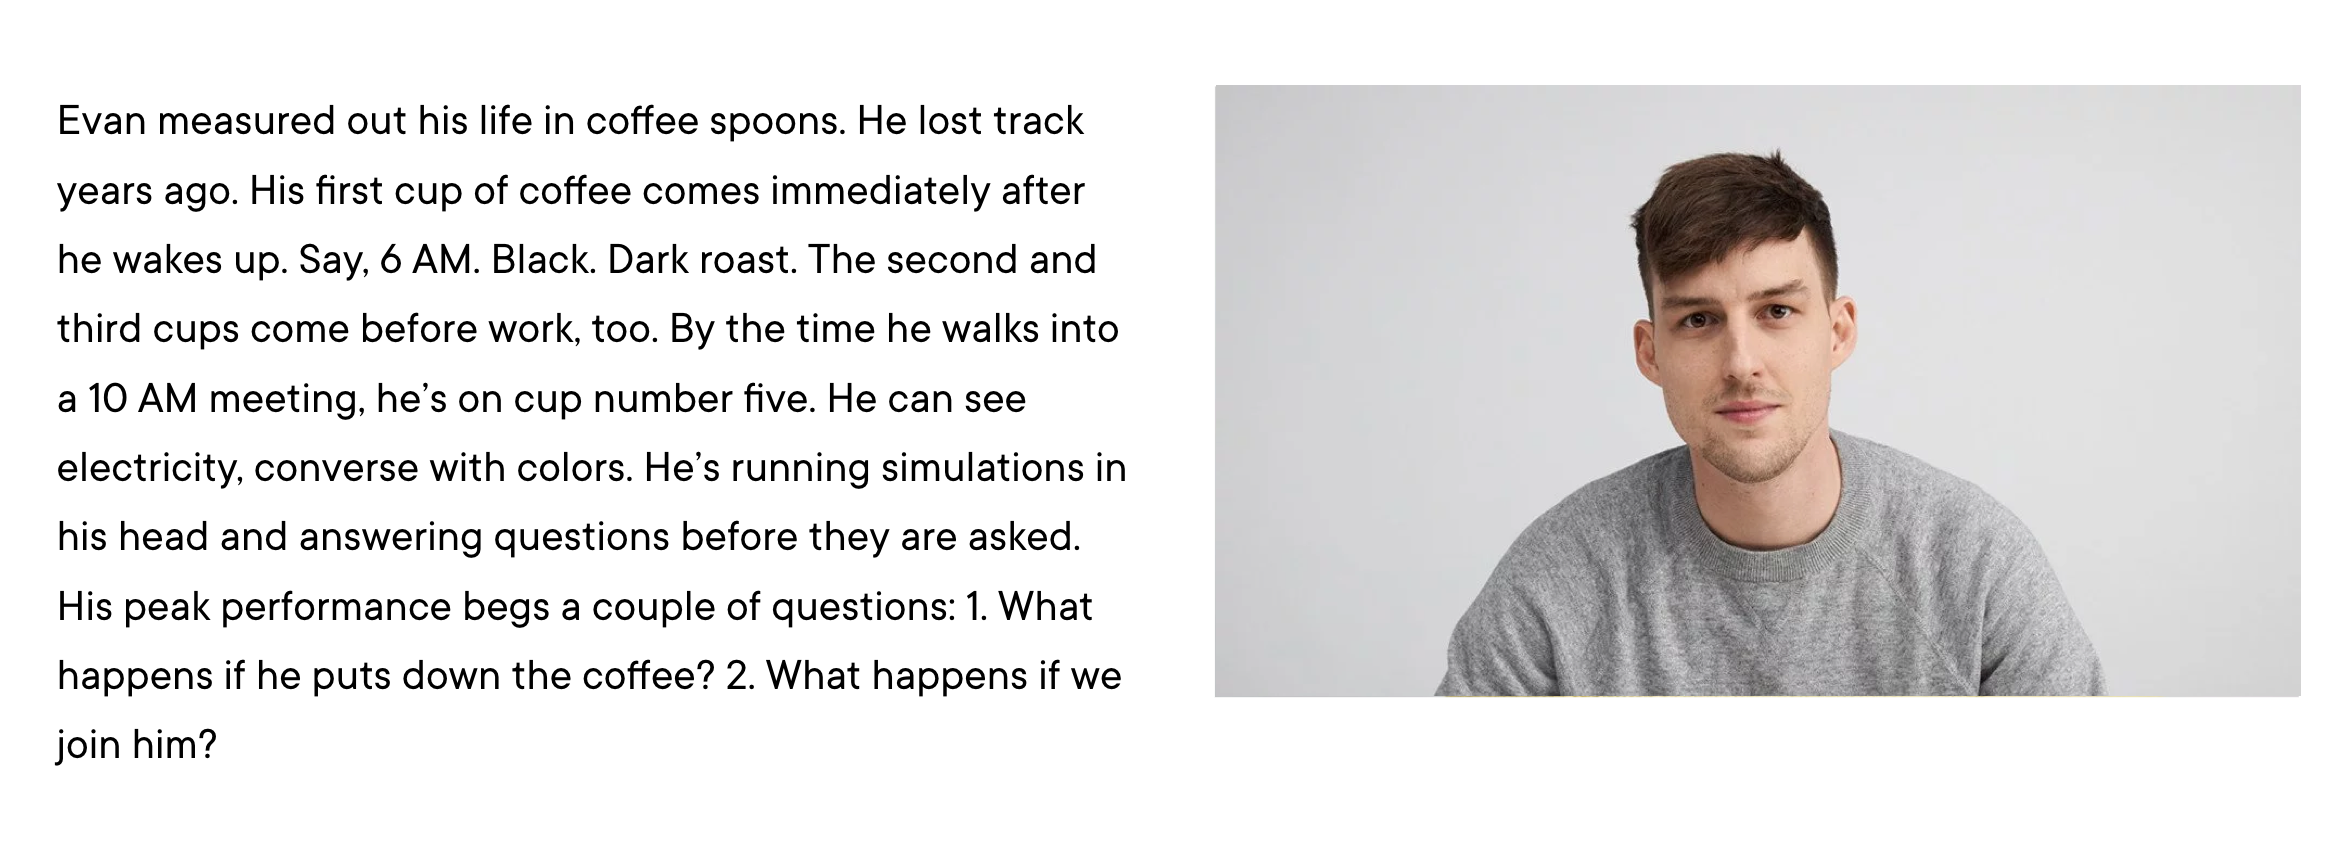 Evan measured out his life in coffee spoons. He lost track
years ago. His first cup of coffee comes immediately after
he wakes up. Say, 6 AM. Black. Dark roast. The second and
third cups come before work, too. By the time he walks into
a 10 AM meeting, he’s on cup number five. He can see
electricity, converse with colors. He’s running simulations in
his head and answering questions before they are asked.
His peak performance begs a couple of questions: 1. What
happens if he puts down the coffee? 2. What happens if we
join him?